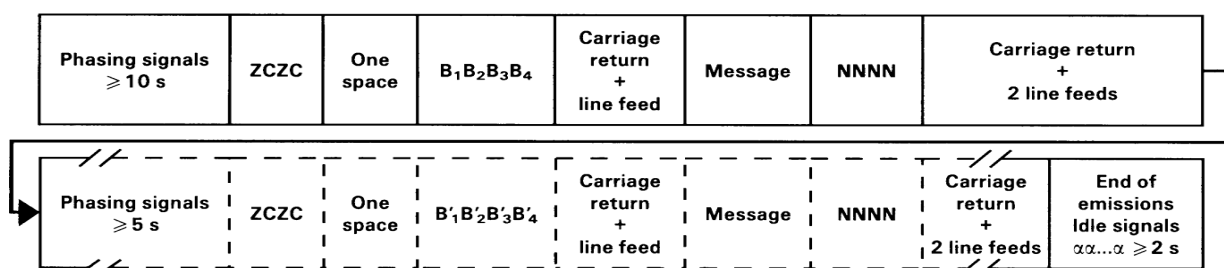 Phasing signals
⩾ 10 s
ZCZC
One
space
B₁B₂B₃B₄
Carriage
return
+
line feed
Message
NNNN
Carriage return
+
2 line feeds
Phasing signals
⩾ 5 s
ZCZC
One
space
B′₁B′₂B′₃B′₄
Carriage
return
+
line feed
Message
NNNN
Carriage
return
+
2 line feeds
End of
emissions
Idle signals
αα...α ⩾ 2 s